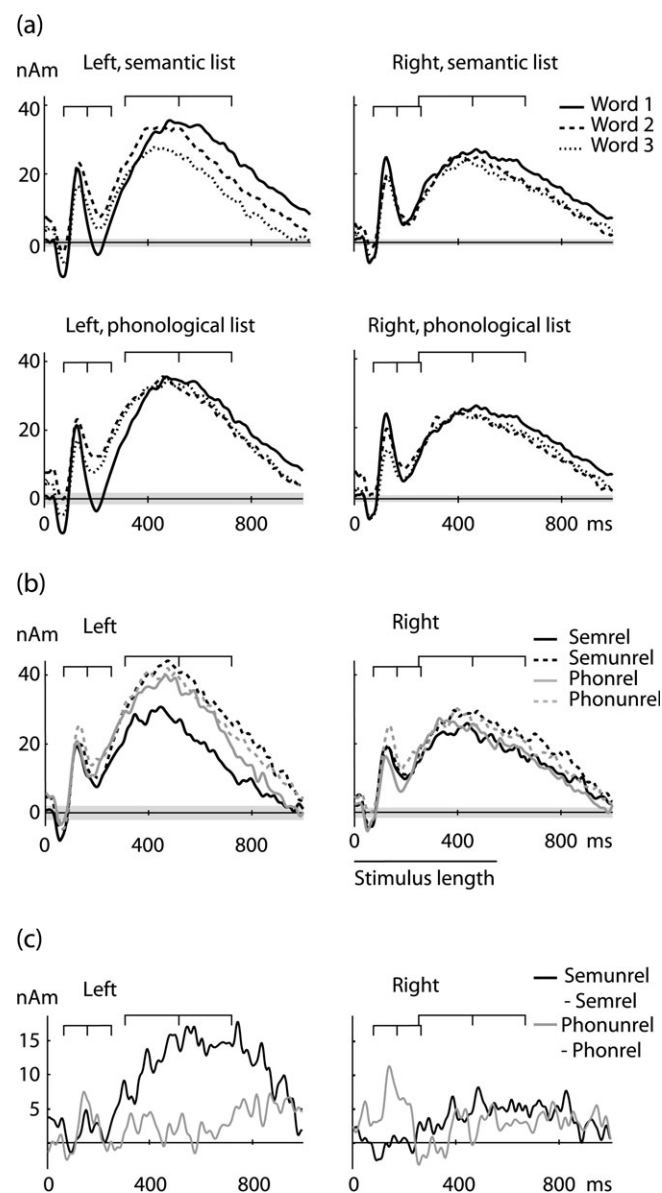 (a)
Left, semantic list
Right, semantic list
nAm
40
20
0
Word 1
Word 2
Word 3
Left, phonological list
Right, phonological list
40
20
0
0 400 800
0 400 800 ms
(b)
Left
Right
nAm
40
20
0
Semrel
Semunrel
Phonrel
Phonunrel
0 400 800
0 400 800 ms
Stimulus length
(c)
Left
Right
nAm
15
10
5
Semunrel
- Semrel
Phonunrel
- Phonrel
0 400 800
0 400 800 ms